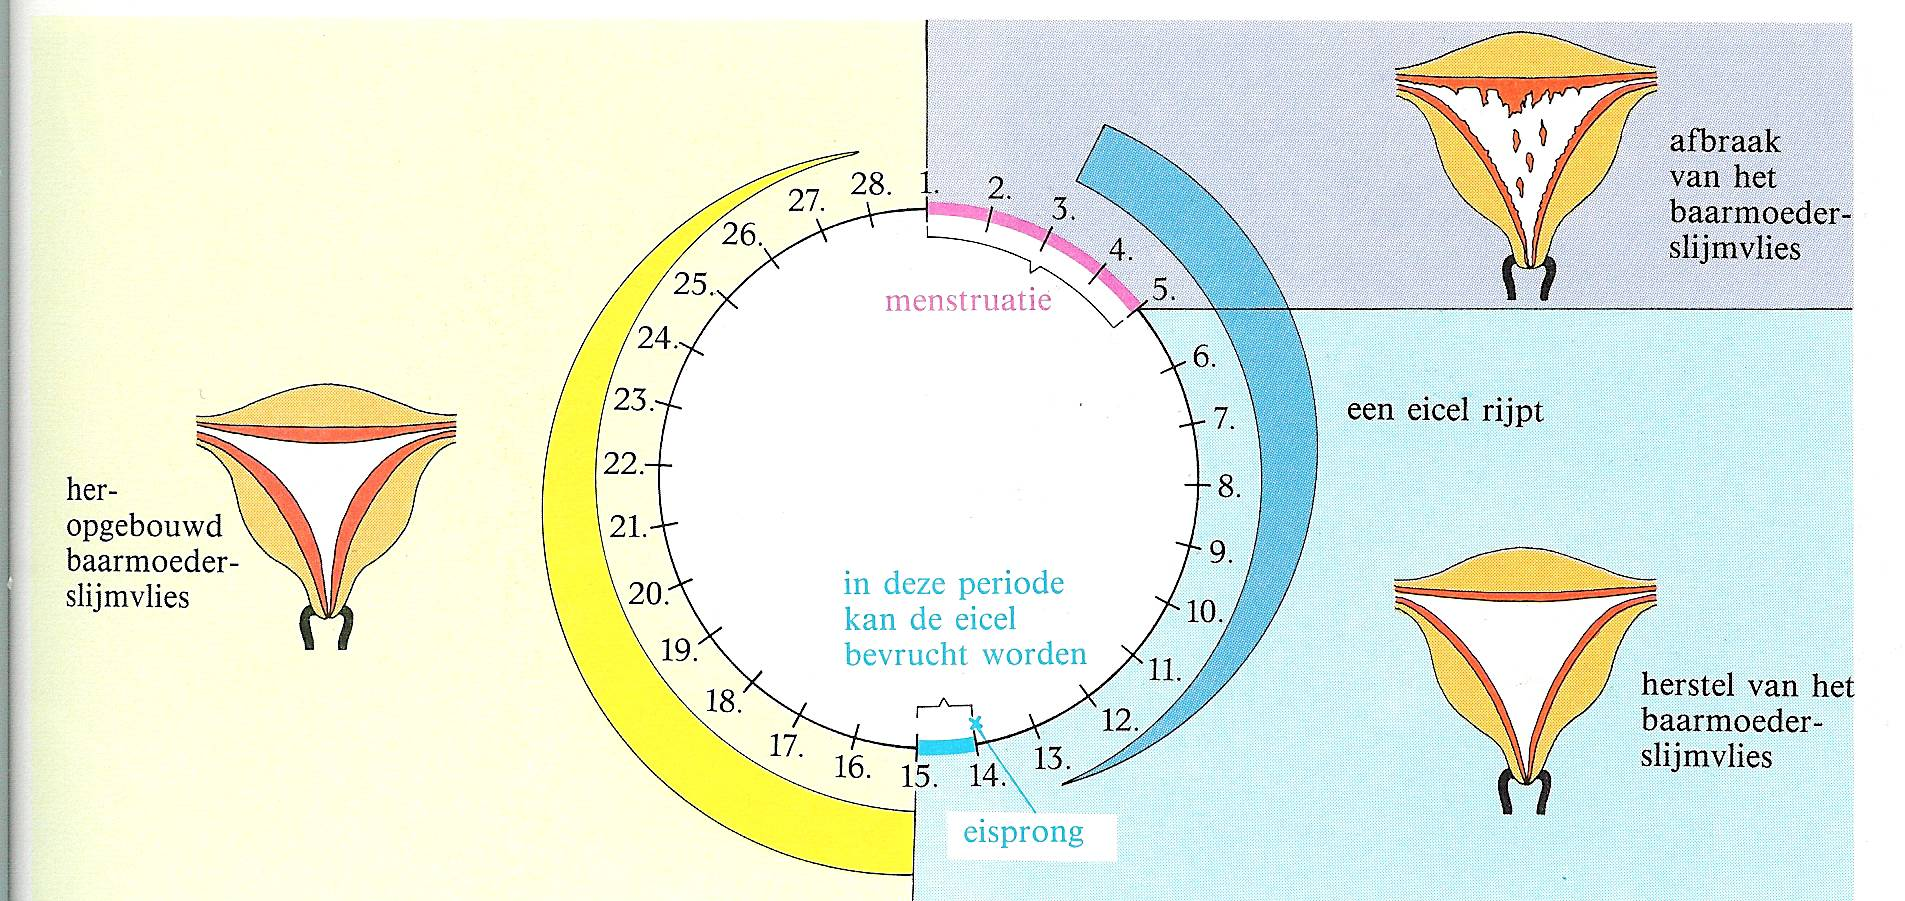 afbraak
van het
baarmoeder-
slijmvlies
1.
2.
3.
4.
5.
6.
7.
8.
9.
10.
11.
12.
13.
14.
15.
16.
17.
18.
19.
20.
21.
22.
23.
24.
25.
26.
27.
28.
menstruatie
een eicel rijpt
her-
opgebouwd
baarmoeder-
slijmvlies
in deze periode
kan de eicel
bevrucht worden
herstel van het
baarmoeder-
slijmvlies
eisprong